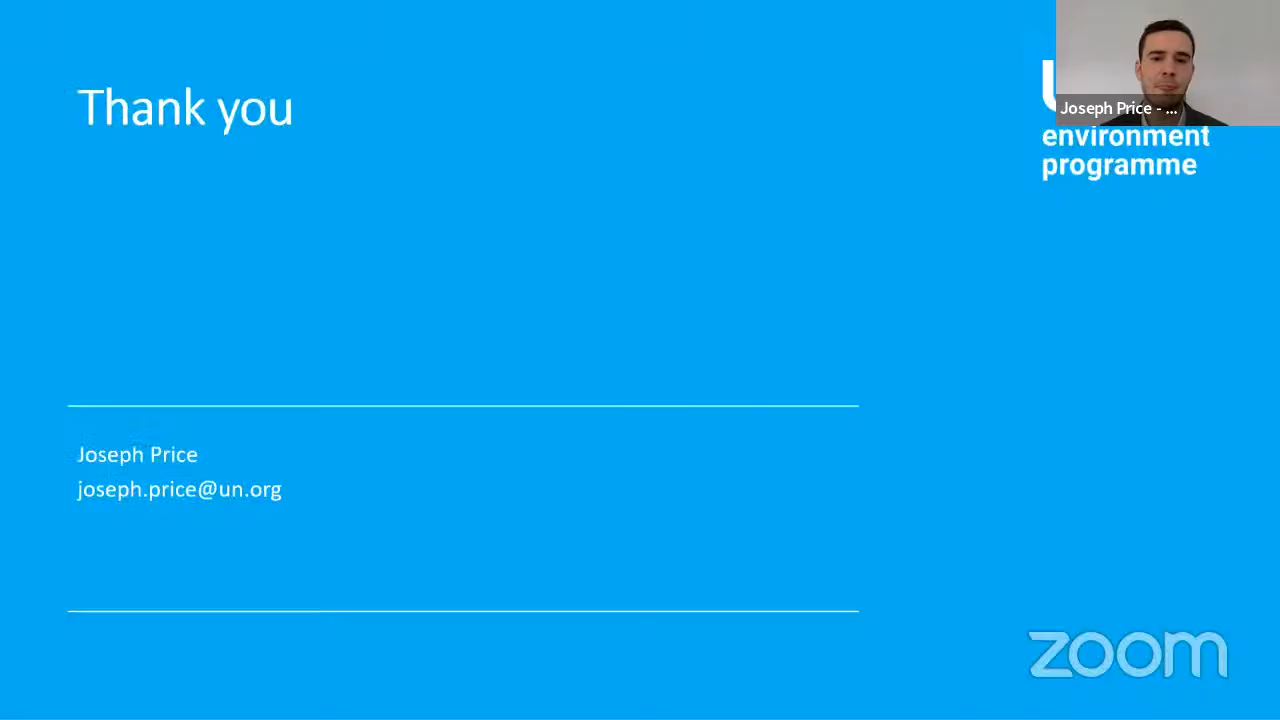 Thank you
Joseph Price - ...
environment
programme
Joseph Price
joseph.price@un.org
zoom